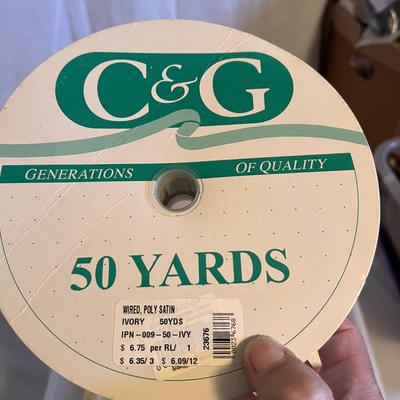 C&G
GENERATIONS OF QUALITY
50 YARDS
WIRED, POLY SATIN
IVORY 50YDS
IPN-009-50-IVY
$ 6.75 per RL/ 1
$ 6.35/ 3 $ 6.09/12
23676